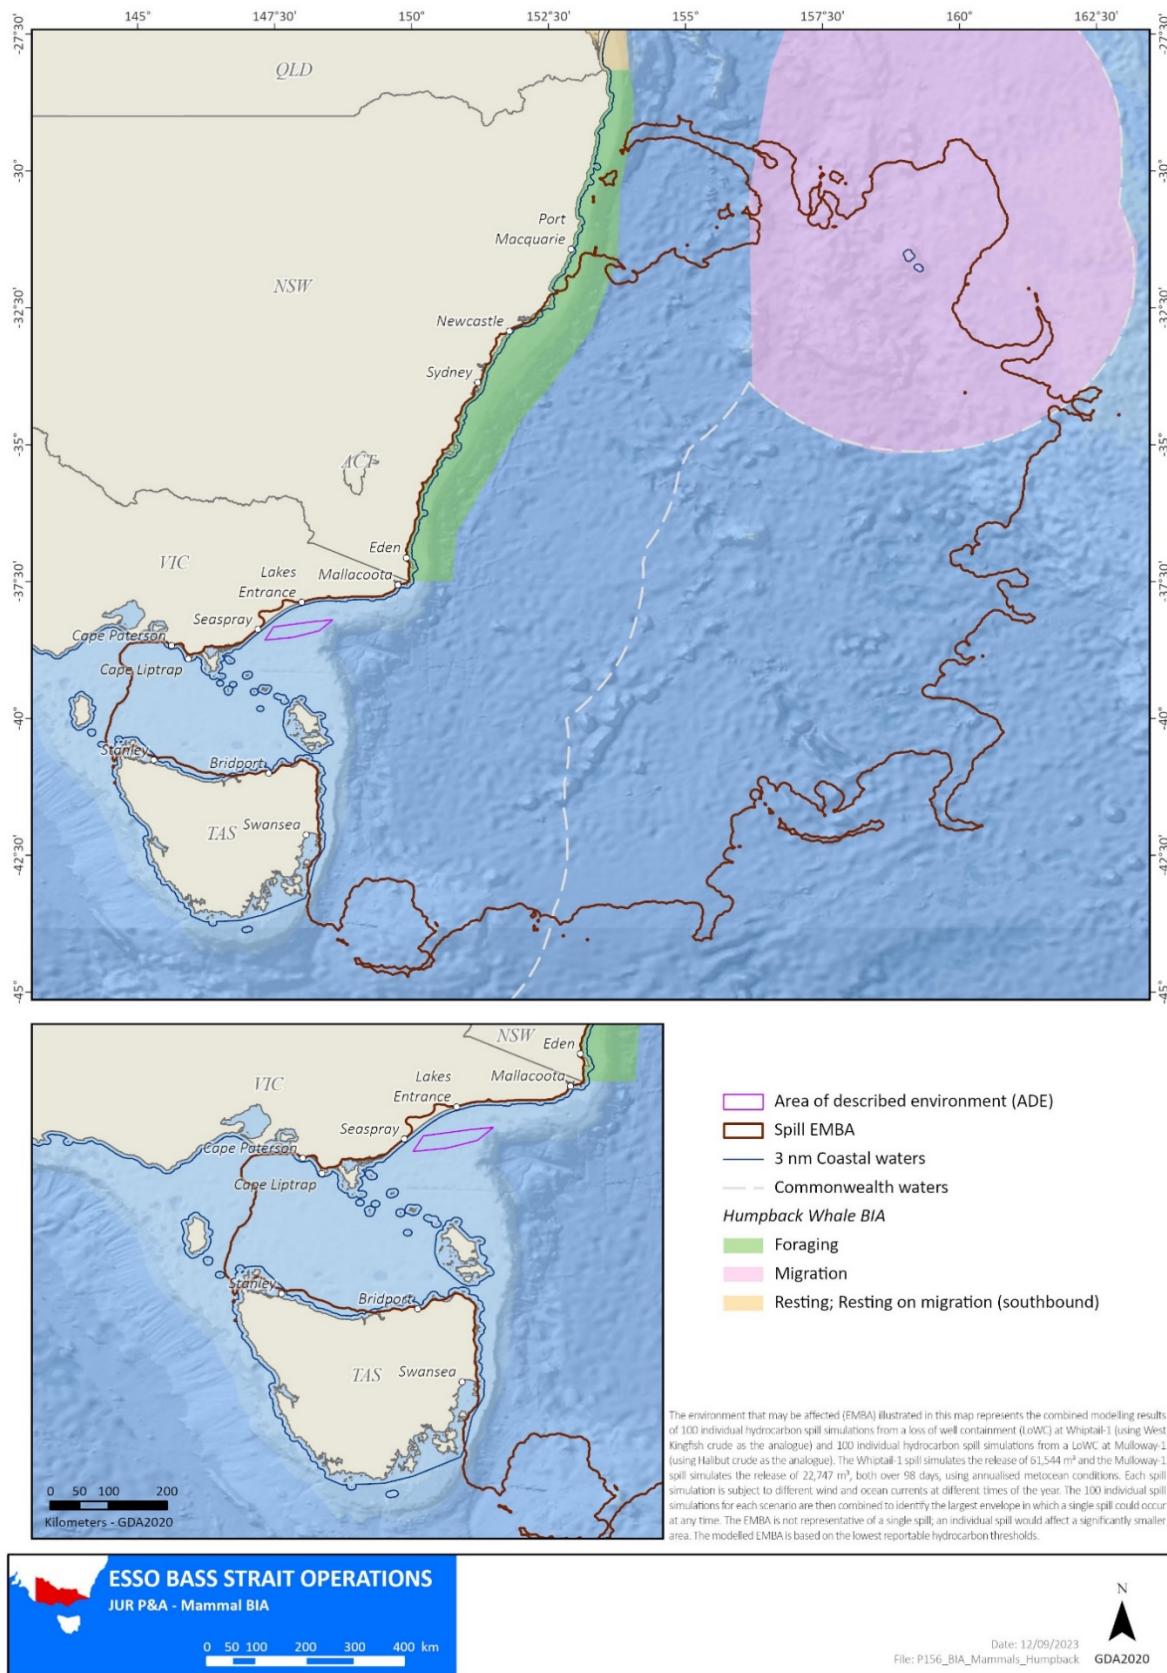 145° 147°30' 150° 152°30' 155° 157°30' 160° 162°30'
-27°30' -27°30'
QLD
-30° -30°
Port
Macquarie
NSW
-32°30' -32°30'
Newcastle
Sydney
-35° -35°
ACT
Eden
VIC
Lakes
Entrance
Mallacoota
-37°30' -37°30'
Seaspray
Cape Paterson
Cape Liptrap
-40° -40°
Stanley
Bridport
TAS
Swansea
-42°30' -42°30'
-45° -45°
NSW
Eden
Mallacoota
VIC
Lakes
Entrance
Seaspray
Cape Paterson
Cape Liptrap
Stanley
Bridport
TAS
Swansea
0 50 100 200
Kilometers - GDA2020
Area of described environment (ADE)
Spill EMBA
3 nm Coastal waters
Commonwealth waters
Humpback Whale BIA
Foraging
Migration
Resting; Resting on migration (southbound)
The environment that may be affected (EMBA) illustrated in this map represents the combined modelling results
of 100 individual hydrocarbon spill simulations from a loss of well containment (LoWC) at Whiptail-1 (using West
Kingfish crude as the analogue) and 100 individual hydrocarbon spill simulations from a LoWC at Mulloway-1
(using Halibut crude as the analogue). The Whiptail-1 spill simulates the release of 61,544 m³ and the Mulloway-1
spill simulates the release of 22,747 m³, both over 98 days, using annualised metocean conditions. Each spill
simulation is subject to different wind and ocean currents at different times of the year. The 100 individual spill
simulations for each scenario are then combined to identify the largest envelope in which a single spill could occur
at any time. The EMBA is not representative of a single spill; an individual spill would affect a significantly smaller
area. The modelled EMBA is based on the lowest reportable hydrocarbon thresholds.
ESSO BASS STRAIT OPERATIONS
JUR P&A - Mammal BIA
0 50 100 200 300 400 km
N
Date: 12/09/2023
File: P156_BIA_Mammals_Humpback GDA2020